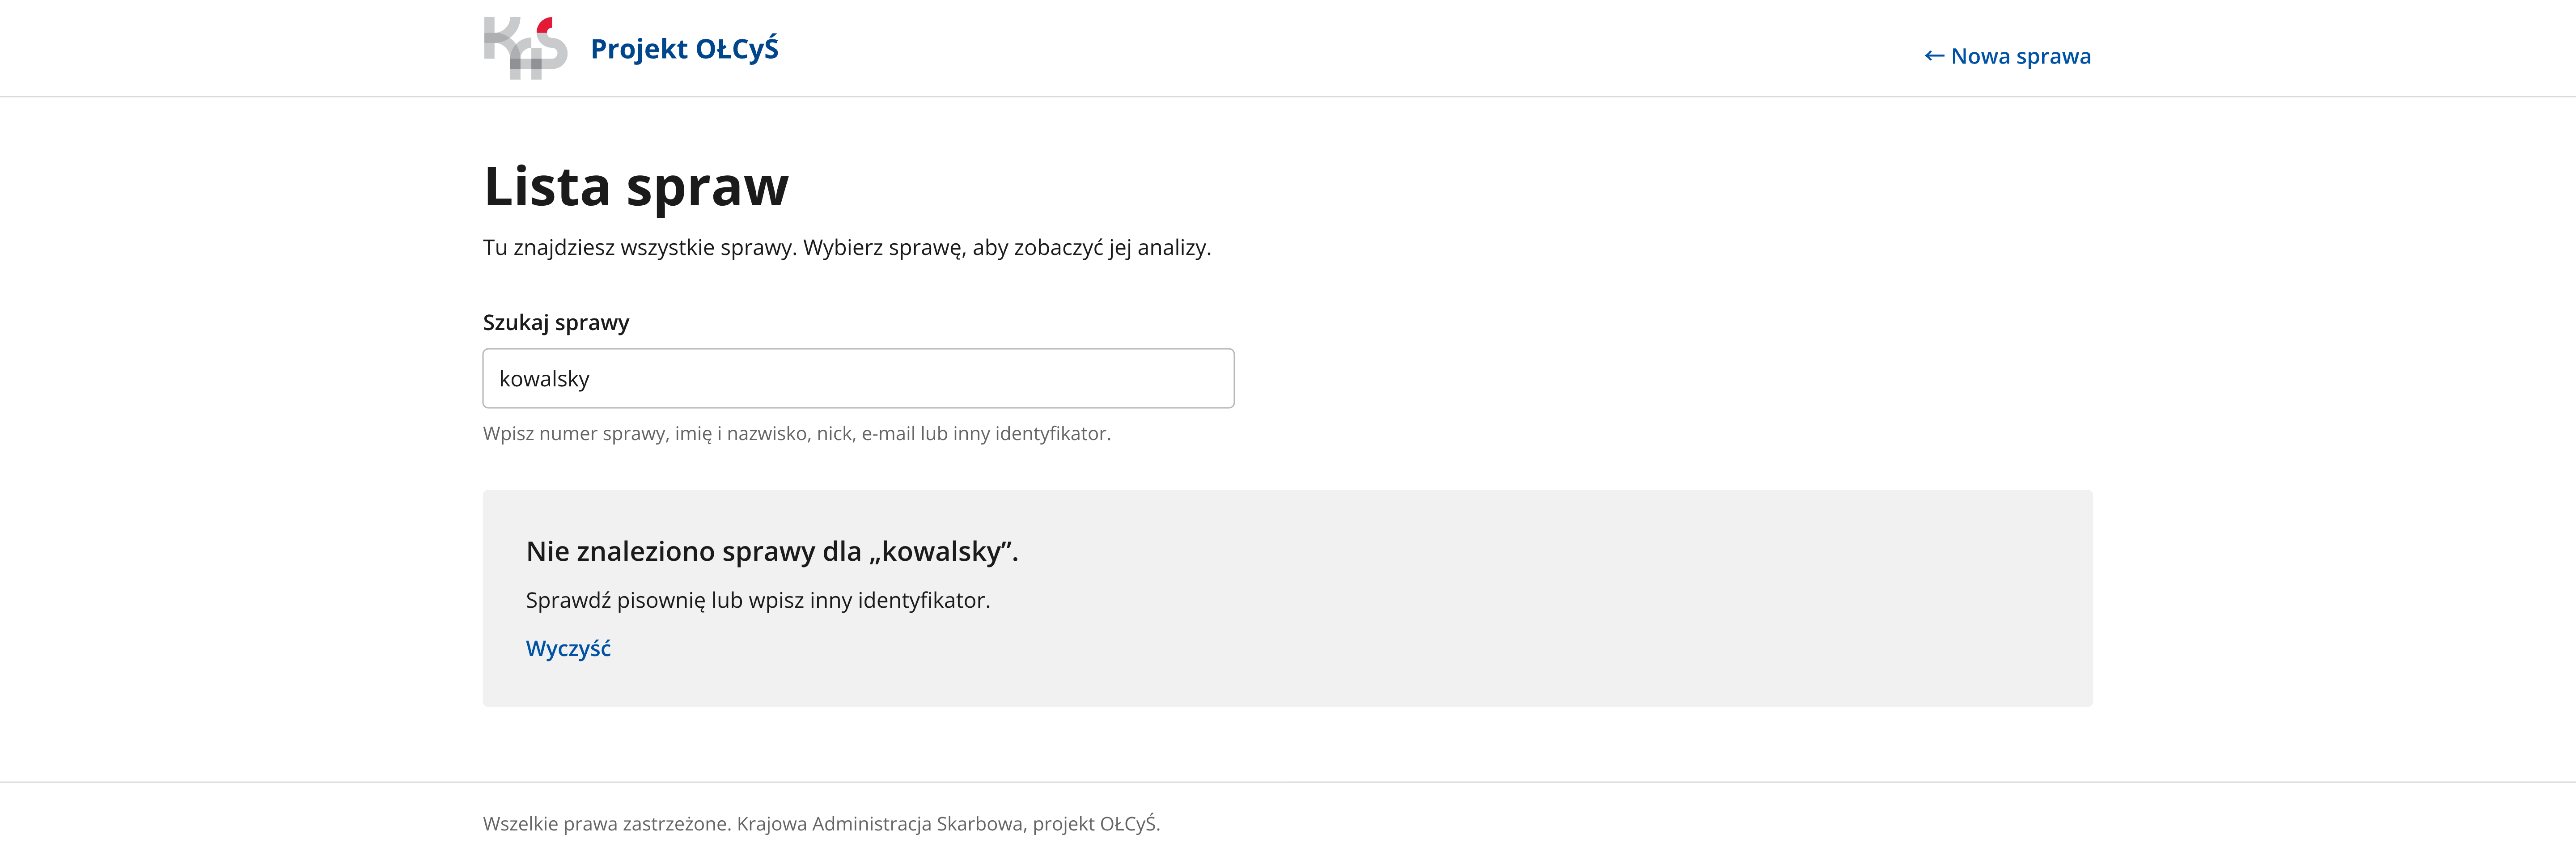 KAS
Projekt OŁCyŚ
← Nowa sprawa
Lista spraw
Tu znajdziesz wszystkie sprawy. Wybierz sprawę, aby zobaczyć jej analizy.
Szukaj sprawy
kowalsky
Wpisz numer sprawy, imię i nazwisko, nick, e-mail lub inny identyfikator.
Nie znaleziono sprawy dla „kowalsky”.
Sprawdź pisownię lub wpisz inny identyfikator.
Wyczyść
Wszelkie prawa zastrzeżone. Krajowa Administracja Skarbowa, projekt OŁCyŚ.